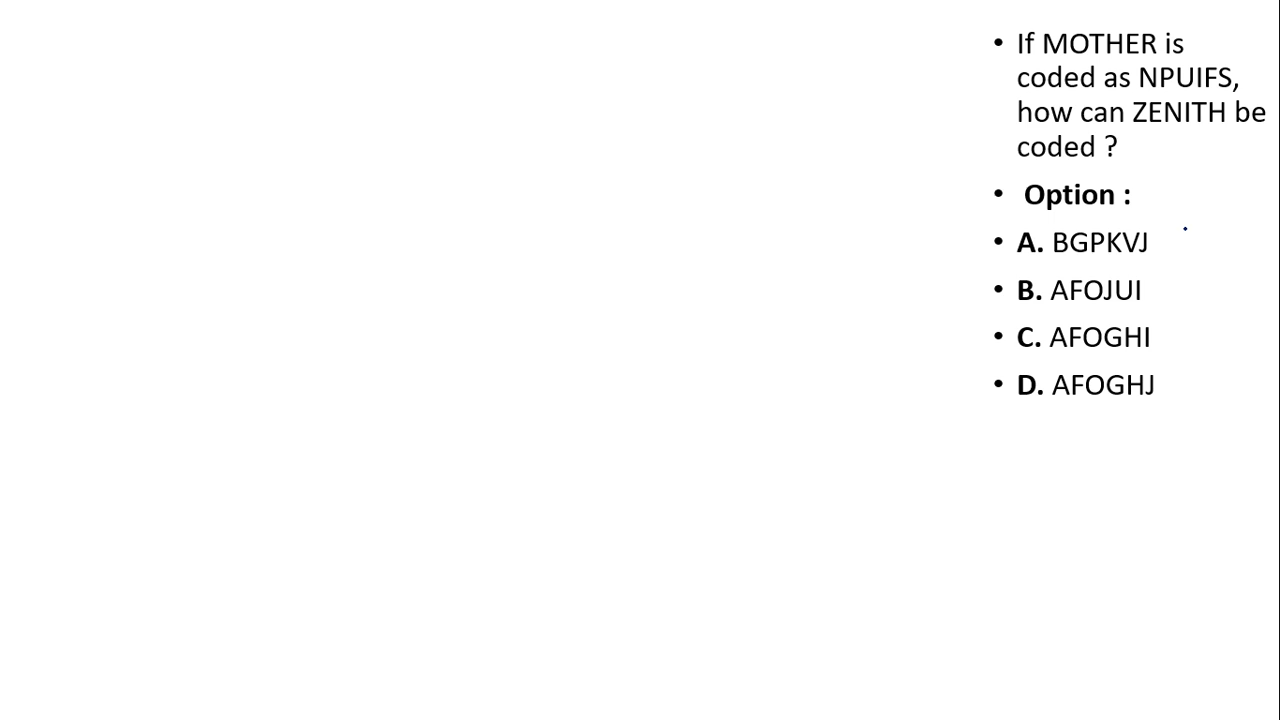 • If MOTHER is
coded as NPUIFS,
how can ZENITH be
coded ?
• Option :
• A. BGPKVJ
• B. AFOJUI
• C. AFOGHI
• D. AFOGHJ